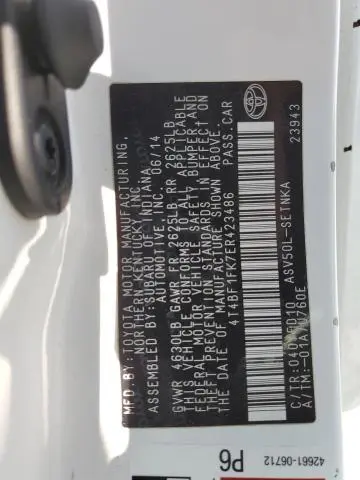 MFD. BY: TOYOTA MOTOR MANUFACTURING,
NORTHERN KENTUCKY, INC.
ASSEMBLED BY: SUBARU OF INDIANA
AUTOMOTIVE, INC. 06/14
GVWR 4630LB GAWR FR 2625LB RR 2625LB
THIS VEHICLE CONFORMS TO ALL APPLICABLE
FEDERAL MOTOR VEHICLE SAFETY, BUMPER, AND
THEFT PREVENTION STANDARDS IN EFFECT ON
THE DATE OF MANUFACTURE SHOWN ABOVE.
4T4BF1FK7ER423486 PASS.CAR
C/TR:040/ ASV50L-SETNKA
A/TM:-01A/ 23943
TOYOTA
P6
42661-06712